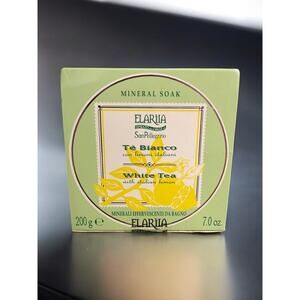 MINERAL SOAK
ELARIIA
SanPellegrino
Tè Bianco
con limoni italiani
White Tea
with italian lemon
MINERALI EFFERVESCENTI DA BAGNO
200 g e 7.0 oz.
ELARIIA